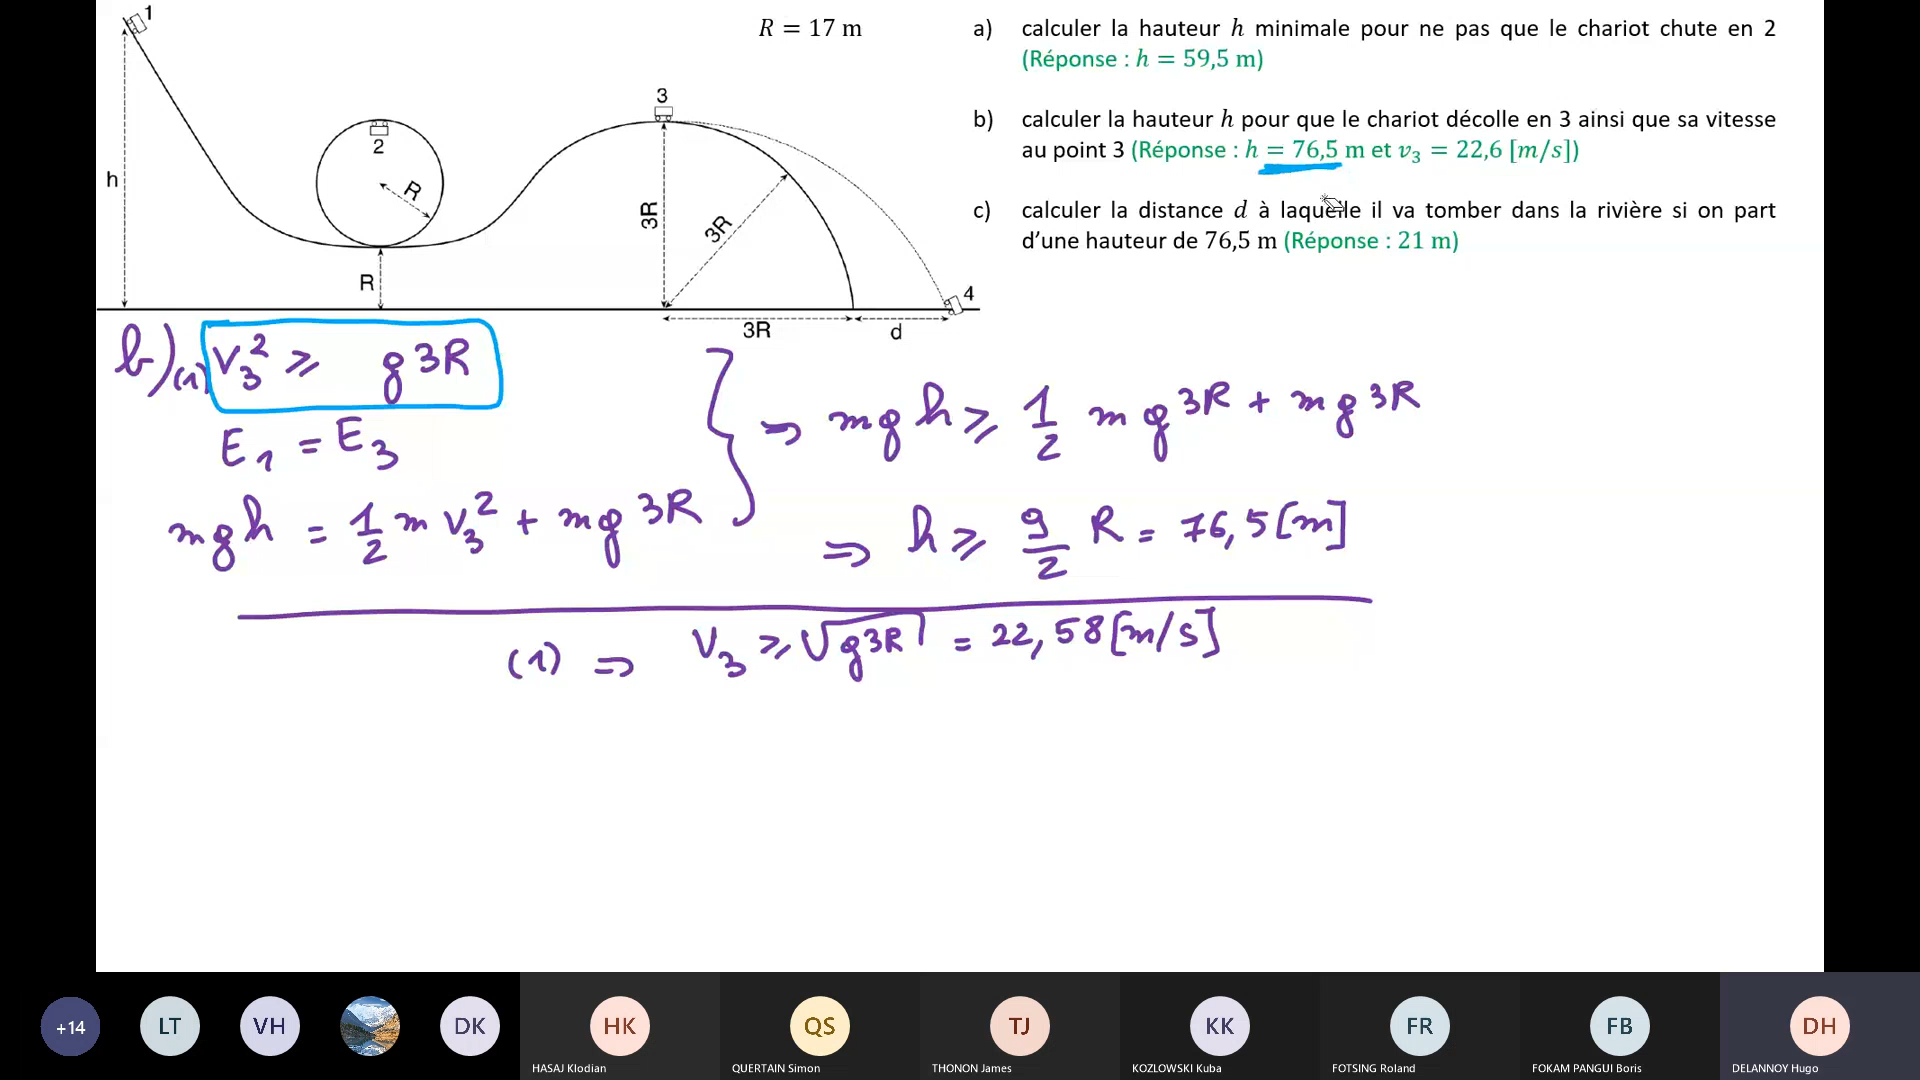 1
R = 17 m
a) calculer la hauteur h minimale pour ne pas que le chariot chute en 2
(Réponse : h = 59,5 m)
b) calculer la hauteur h pour que le chariot décolle en 3 ainsi que sa vitesse
au point 3 (Réponse : h = 76,5 m et v₃ = 22,6 [m/s])
c) calculer la distance d à laquelle il va tomber dans la rivière si on part
d'une hauteur de 76,5 m (Réponse : 21 m)
3
2
h
R
3R
3R
R
4
3R
d
b) (1) v₃² ⩾ g3R
E₁ = E₃
mgh = 1/2 m v₃² + mg3R
⇒ mgh ⩾ 1/2 mg3R + mg3R
⇒ h ⩾ 9/2 R = 76,5 [m]
(1) ⇒ v₃ ⩾ √g3R = 22,58 [m/s]
+14
LT
VH
DK
HK
QS
TJ
KK
FR
FB
DH
HASAJ Klodian
QUERTAIN Simon
THONON James
KOZLOWSKI Kuba
FOTSING Roland
FOKAM PANGUI Boris
DELANNOY Hugo